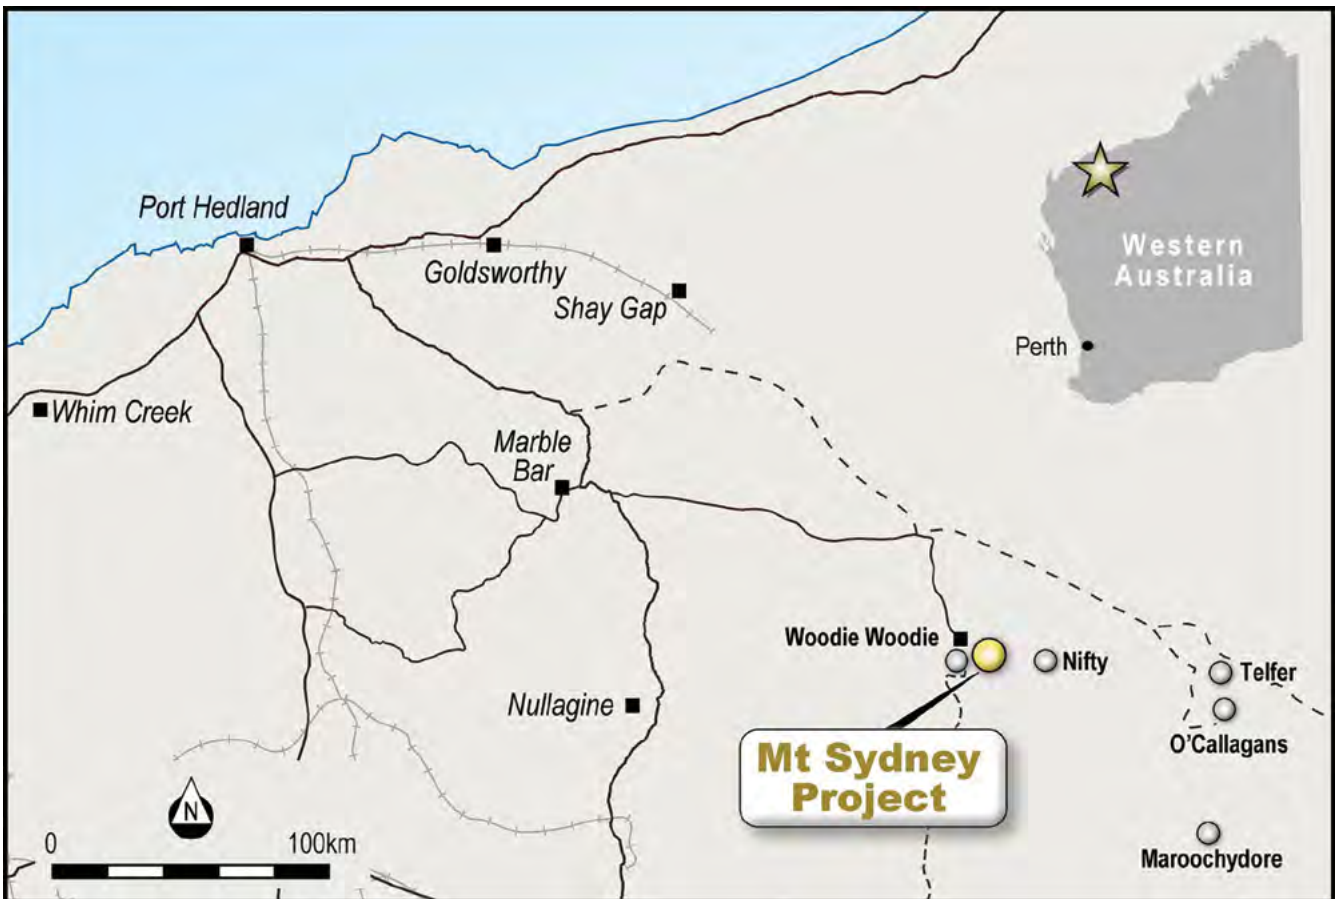 Port Hedland
Goldsworthy
Shay Gap
Western
Australia
Perth
Whim Creek
Marble
Bar
Woodie Woodie
Nifty
Telfer
Nullagine
O'Callagans
Mt Sydney
Project
N
0
100km
Maroochydore